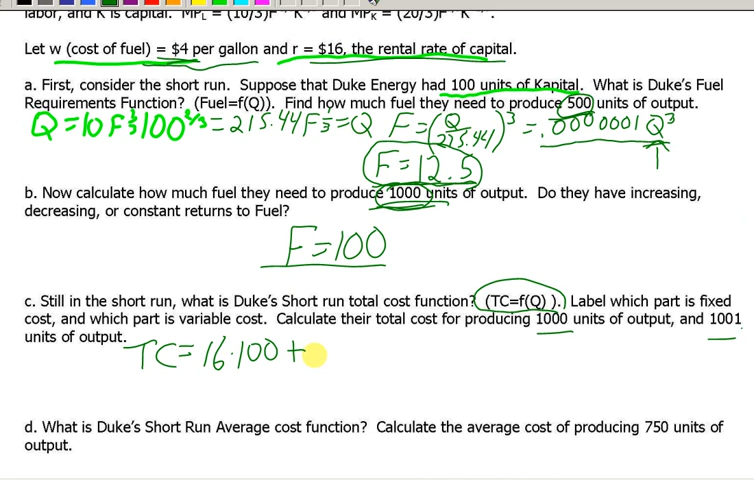 labor, and K is capital. MPL = (10/3)F K and MPK = (20/3)F K .
Let w (cost of fuel) = $4 per gallon and r = $16, the rental rate of capital.
a. First, consider the short run. Suppose that Duke Energy had 100 units of Kapital. What is Duke's Fuel
Requirements Function? (Fuel=f(Q)). Find how much fuel they need to produce 500 units of output.
Q=10F^1/3 100^2/3 = 215.44F^1/3=Q F=(Q/215.44)^3 = .0000001Q^3
F=12.5
b. Now calculate how much fuel they need to produce 1000 units of output. Do they have increasing,
decreasing, or constant returns to Fuel?
F=100
c. Still in the short run, what is Duke's Short run total cost function? (TC=f(Q) ). Label which part is fixed
cost, and which part is variable cost. Calculate their total cost for producing 1000 units of output, and 1001
units of output.
TC=16·100+
d. What is Duke's Short Run Average cost function? Calculate the average cost of producing 750 units of
output.